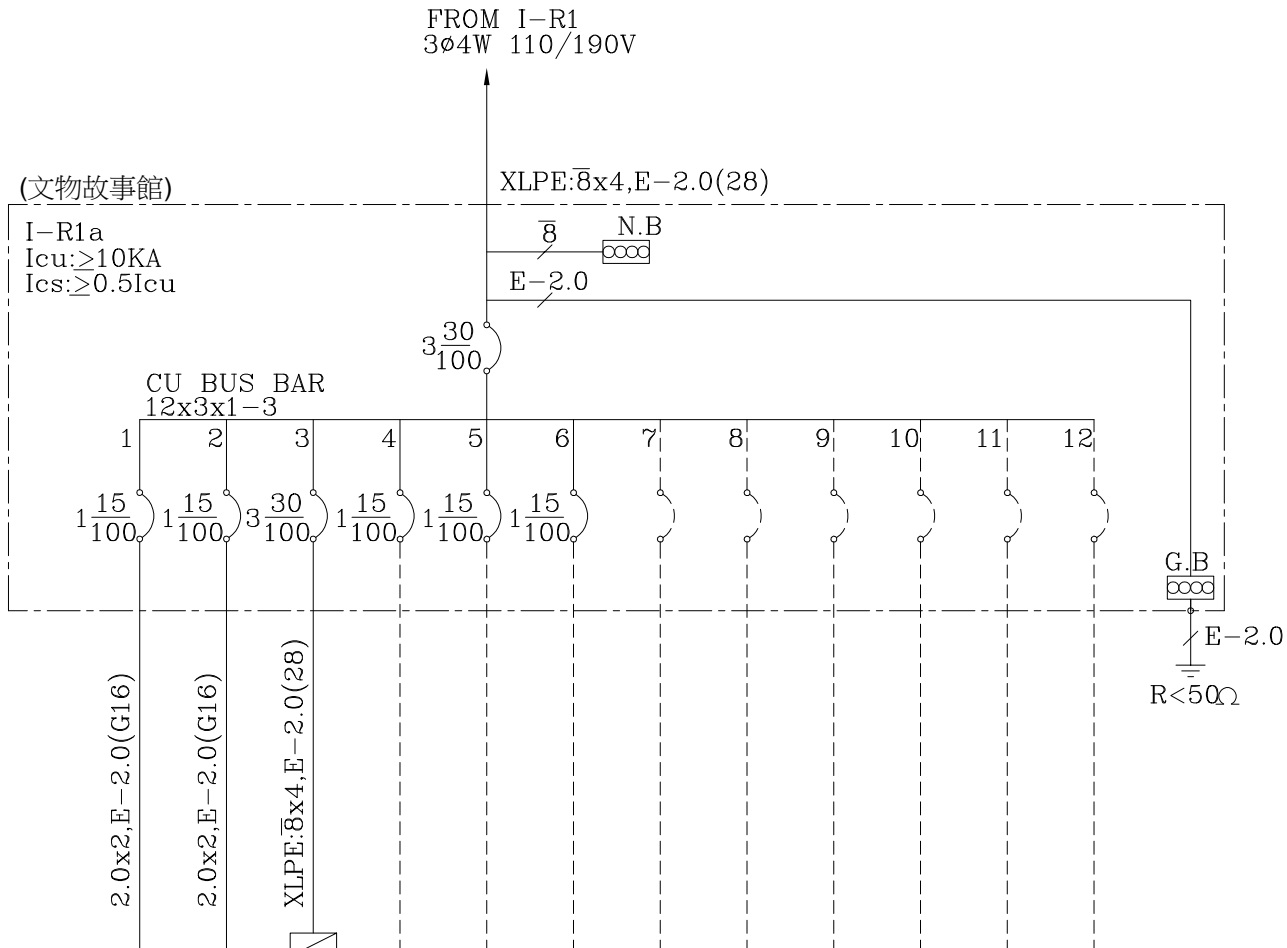 FROM I-R1
3ø4W 110/190V
XLPE:8̅x4,E-2.0(28)
(文物故事館)
I-R1a
Icu:≥10KA
Ics:≥0.5Icu
8̅
N.B
E-2.0
3 30/100
CU BUS BAR
12x3x1-3
1 2 3 4 5 6 7 8 9 10 11 12
1 15/100 1 15/100 3 30/100 1 15/100 1 15/100 1 15/100
G.B
E-2.0
R<50Ω
2.0x2,E-2.0(G16)
2.0x2,E-2.0(G16)
XLPE:8̅x4,E-2.0(28)